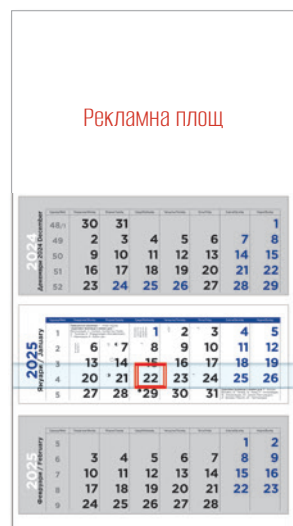 Рекламна площ
2024
Декември 2024 December
48/1 30 31 1
49 2 3 4 5 6 7 8
50 9 10 11 12 13 14 15
51 16 17 18 19 20 21 22
52 23 24 25 26 27 28 29
2025
Януари / January
1 1 2 3 4 5
2 6 *7 8 9 10 11 12
3 13 14 15 16 17 18 19
4 20 21 22 23 24 25 26
5 27 28 *29 30 31
2025
Февруари / February
5 1 2
6 3 4 5 6 7 8 9
7 10 11 12 13 14 15 16
8 17 18 19 20 21 22 23
9 24 25 26 27 28